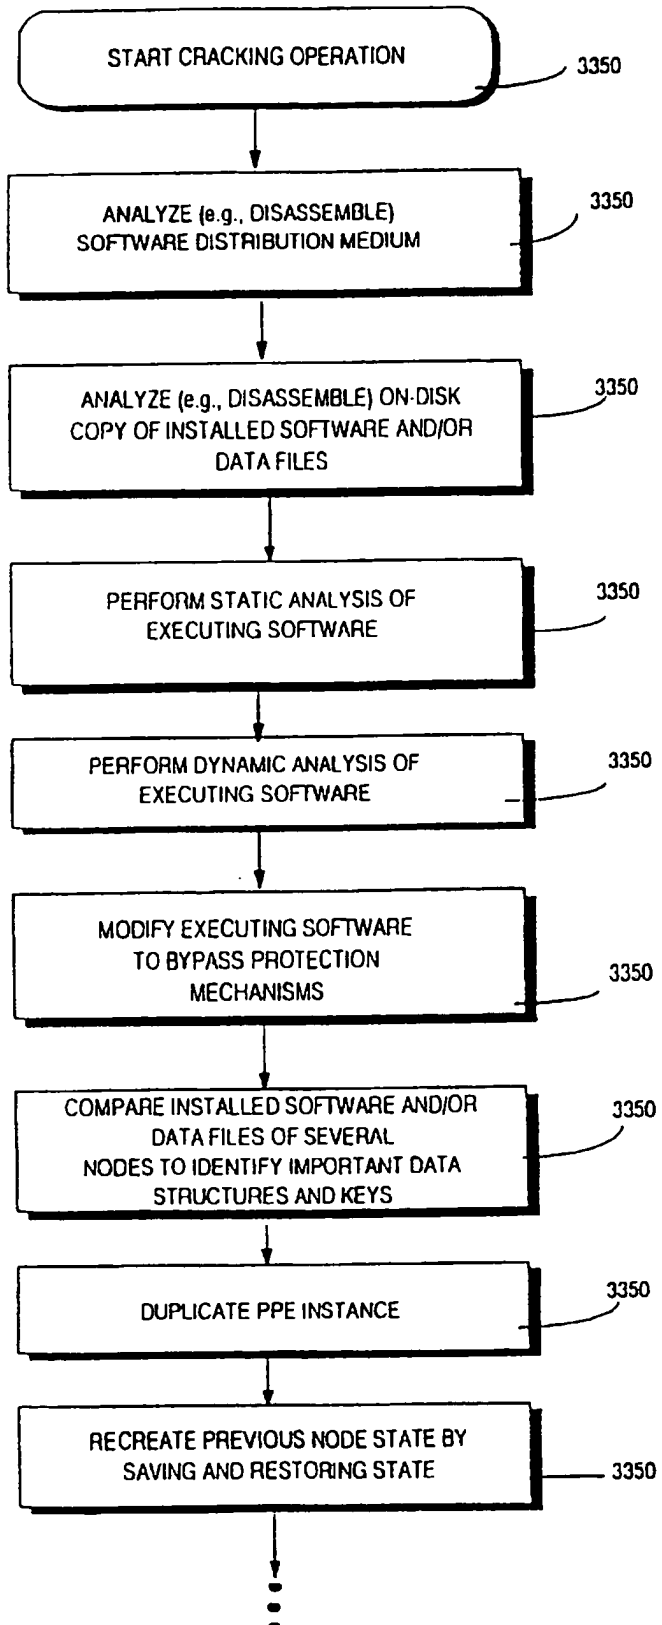 START CRACKING OPERATION
3350
ANALYZE (e.g., DISASSEMBLE)
SOFTWARE DISTRIBUTION MEDIUM
3350
ANALYZE (e.g., DISASSEMBLE) ON-DISK
COPY OF INSTALLED SOFTWARE AND/OR
DATA FILES
3350
PERFORM STATIC ANALYSIS OF
EXECUTING SOFTWARE
3350
PERFORM DYNAMIC ANALYSIS OF
EXECUTING SOFTWARE
3350
MODIFY EXECUTING SOFTWARE
TO BYPASS PROTECTION
MECHANISMS
3350
COMPARE INSTALLED SOFTWARE AND/OR
DATA FILES OF SEVERAL
NODES TO IDENTIFY IMPORTANT DATA
STRUCTURES AND KEYS
3350
DUPLICATE PPE INSTANCE
3350
RECREATE PREVIOUS NODE STATE BY
SAVING AND RESTORING STATE
3350